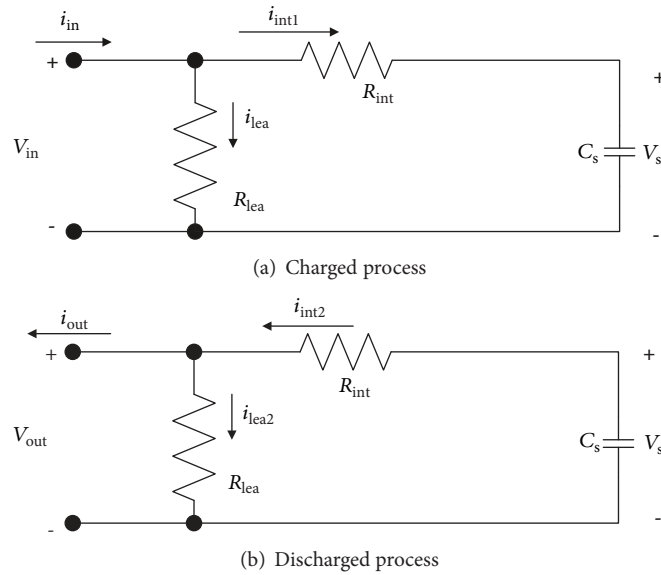 i_in
i_int1
+
R_int
+
i_lea
V_in
C_s
V_s
R_lea
-
-
(a) Charged process
i_out
i_int2
+
+
R_int
i_lea2
V_out
C_s
V_s
R_lea
-
-
(b) Discharged process